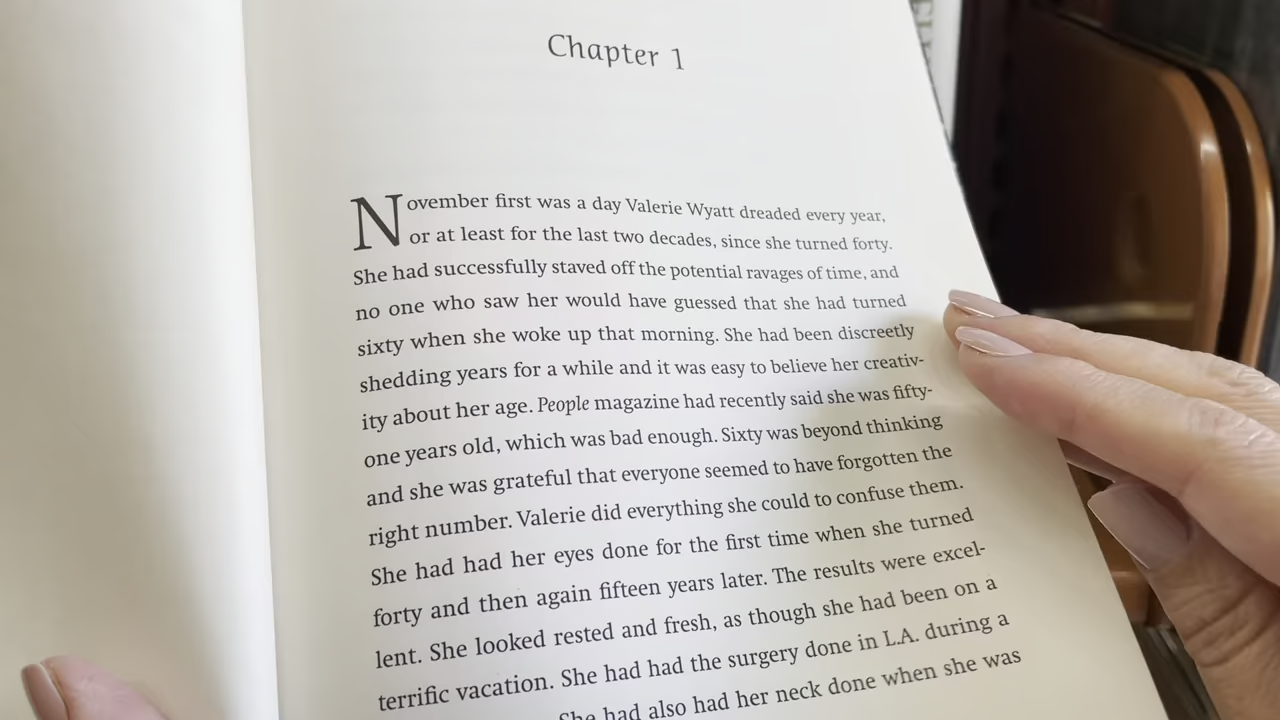 Chapter 1
November first was a day Valerie Wyatt dreaded every year,
or at least for the last two decades, since she turned forty.
She had successfully staved off the potential ravages of time, and
no one who saw her would have guessed that she had turned
sixty when she woke up that morning. She had been discreetly
shedding years for a while and it was easy to believe her creativ-
ity about her age. People magazine had recently said she was fifty-
one years old, which was bad enough. Sixty was beyond thinking
and she was grateful that everyone seemed to have forgotten the
right number. Valerie did everything she could to confuse them.
She had had her eyes done for the first time when she turned
forty and then again fifteen years later. The results were excel-
lent. She looked rested and fresh, as though she had been on a
terrific vacation. She had had the surgery done in L.A. during a
She had also had her neck done when she was